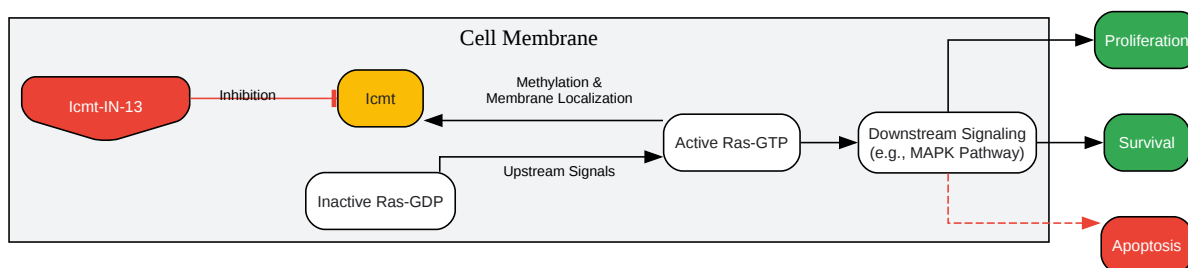 Cell Membrane
Proliferation
Icmt-IN-13
Inhibition
Icmt
Methylation &
Membrane Localization
Active Ras-GTP
Downstream Signaling
(e.g., MAPK Pathway)
Survival
Upstream Signals
Inactive Ras-GDP
Apoptosis